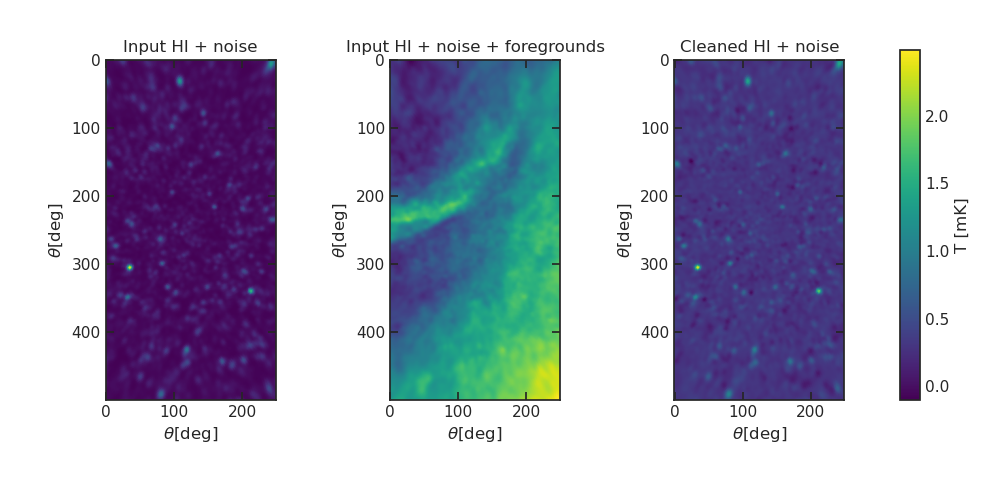 Input HI + noise
Input HI + noise + foregrounds
Cleaned HI + noise
0
100
200
300
400
θ[deg]
0 100 200
θ[deg]
0
100
200
300
400
θ[deg]
0 100 200
θ[deg]
0
100
200
300
400
θ[deg]
0 100 200
θ[deg]
2.0
1.5
1.0
0.5
0.0
T [mK]